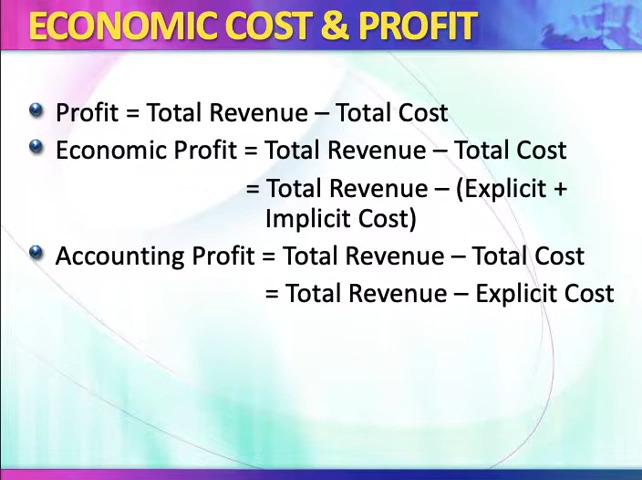 ECONOMIC COST & PROFIT
Profit = Total Revenue – Total Cost
Economic Profit = Total Revenue – Total Cost
= Total Revenue – (Explicit +
Implicit Cost)
Accounting Profit = Total Revenue – Total Cost
= Total Revenue – Explicit Cost